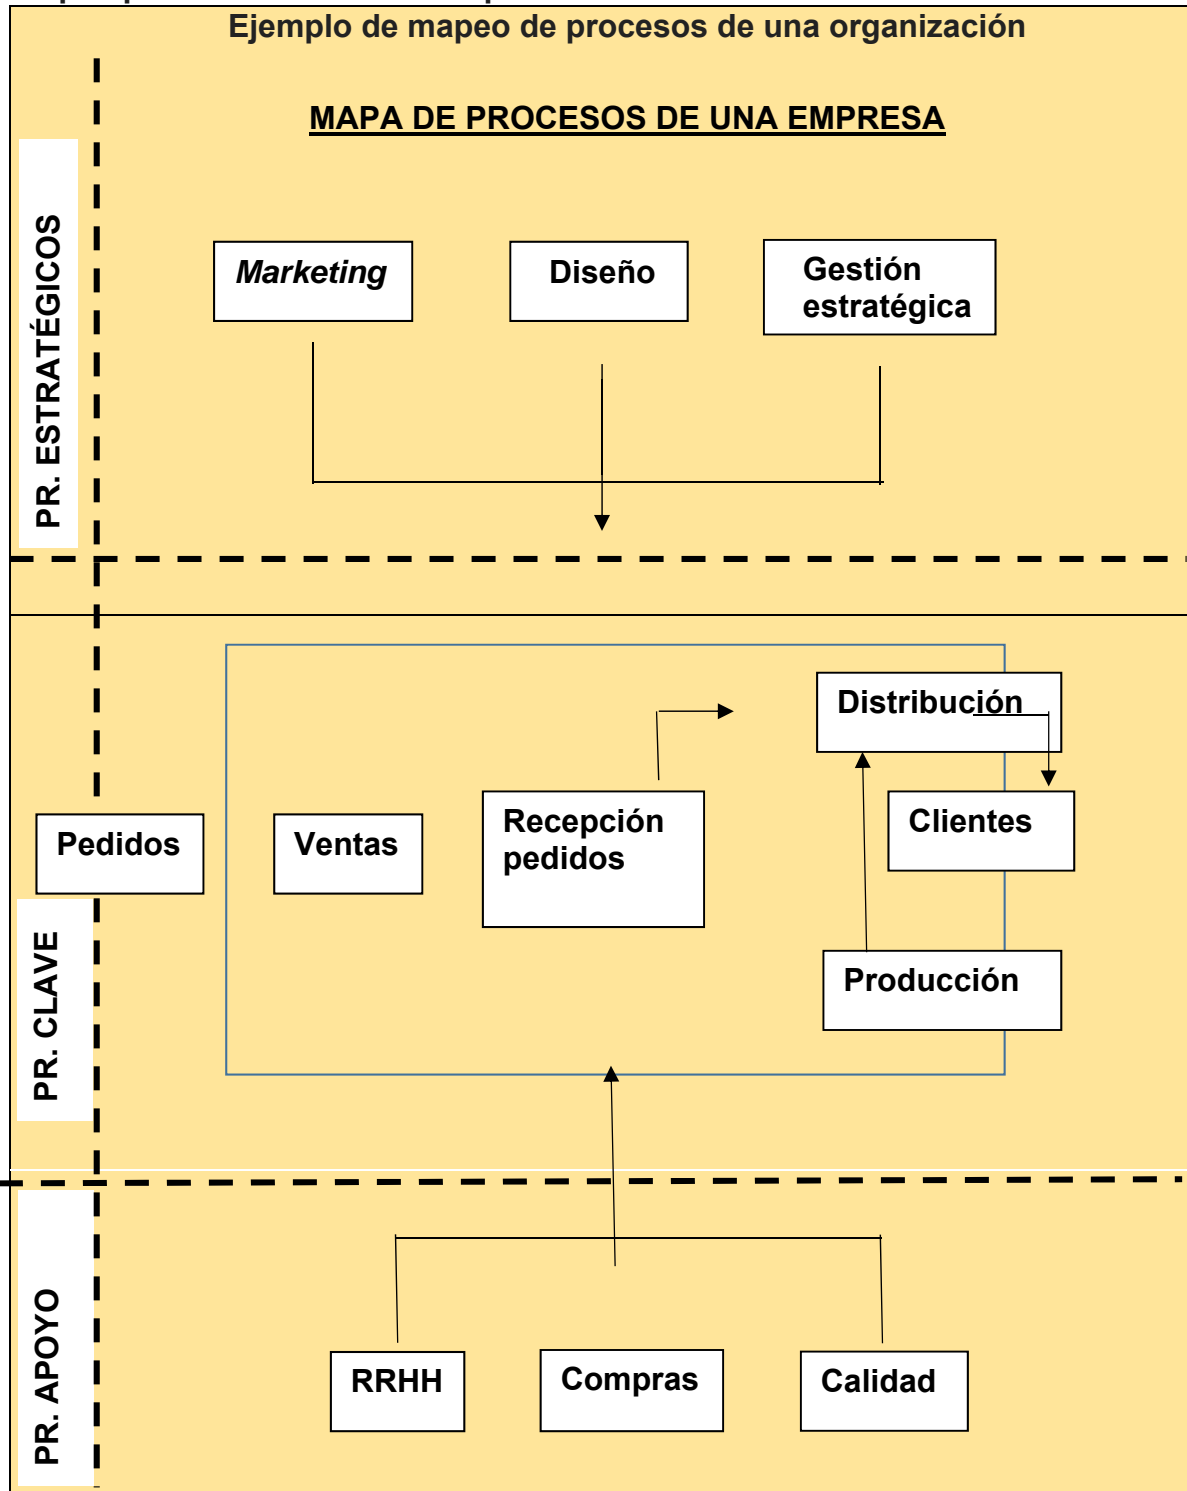 Ejemplo de mapeo de procesos de una organización
MAPA DE PROCESOS DE UNA EMPRESA
PR. ESTRATÉGICOS
Marketing
Diseño
Gestión
estratégica
PR. CLAVE
Pedidos
Ventas
Recepción
pedidos
Distribución
Clientes
Producción
PR. APOYO
RRHH
Compras
Calidad